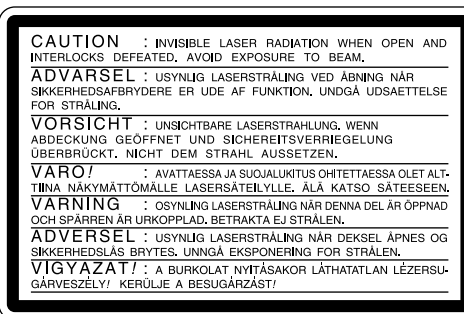 CAUTION : INVISIBLE LASER RADIATION WHEN OPEN AND
INTERLOCKS DEFEATED. AVOID EXPOSURE TO BEAM.
ADVARSEL : USYNLIG LASERSTRÅLING VED ÅBNING NÅR
SIKKERHEDSAFBRYDERE ER UDE AF FUNKTION. UNDGÅ UDSAETTELSE
FOR STRÅLING.
VORSICHT : UNSICHTBARE LASERSTRAHLUNG. WENN
ABDECKUNG GEÖFFNET UND SICHEREITSVERRIEGELUNG
ÜBERBRÜCKT. NICHT DEM STRAHL AUSSETZEN.
VARO! : AVATTAESSA JA SUOJALUKITUS OHITETTAESSA OLET ALT-
TIINA NÄKYMÄTTÖMÄLLE LASERSÄTEILYLLE. ÄLÄ KATSO SÄTEESEEN.
VARNING : OSYNLING LASERSTRÅLING NÅR DENNA DEL ÄR ÖPPNAD
OCH SPÄRREN ÄR URKOPPLAD. BETRAKTA EJ STRÅLEN.
ADVERSEL : USYNLIG LASERSTRÅLING NÅR DEKSEL ÅPNES OG
SIKKERHEDSLÅS BRYTES. UNNGÅ EKSPONERING FOR STRÅLEN.
VIGYAZAT! : A BURKOLAT NYITÁSAKOR LÁTHATATLAN LÉZERSU-
GÁRVESZÉLY! KERÜLJE A BESUGÁRZÁST!